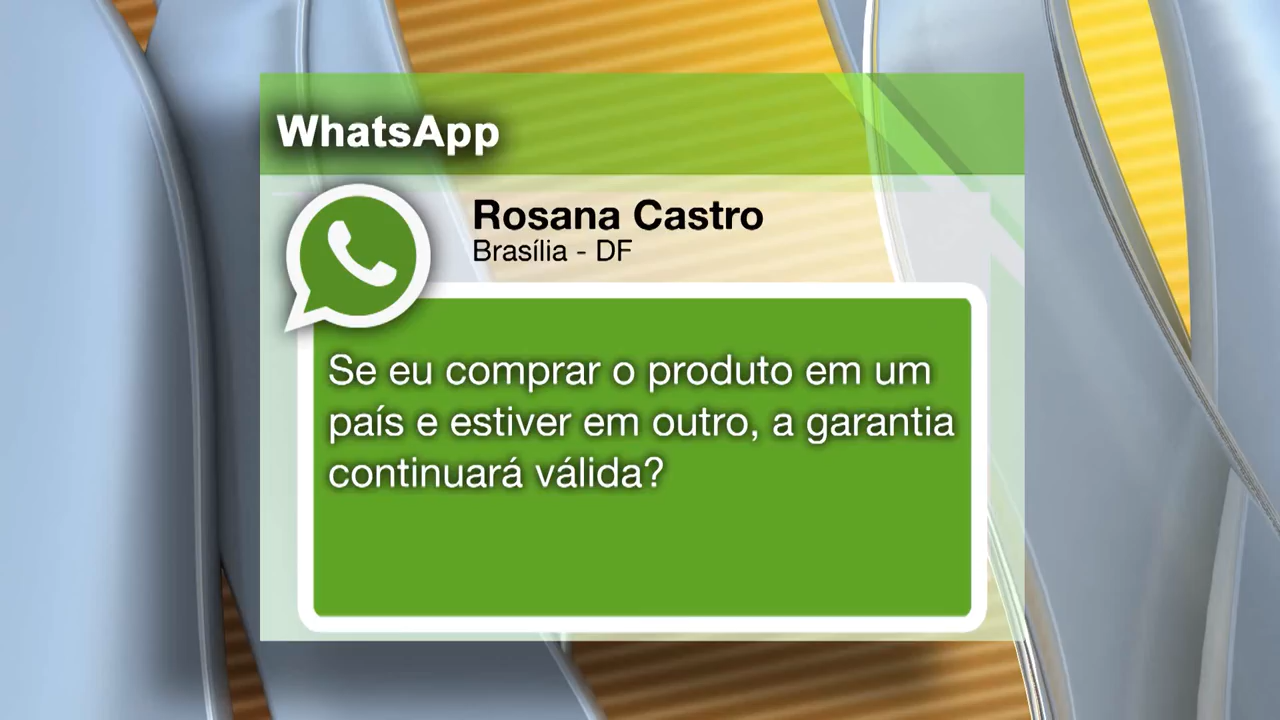 WhatsApp
Rosana Castro
Brasília - DF
Se eu comprar o produto em um
país e estiver em outro, a garantia
continuará válida?